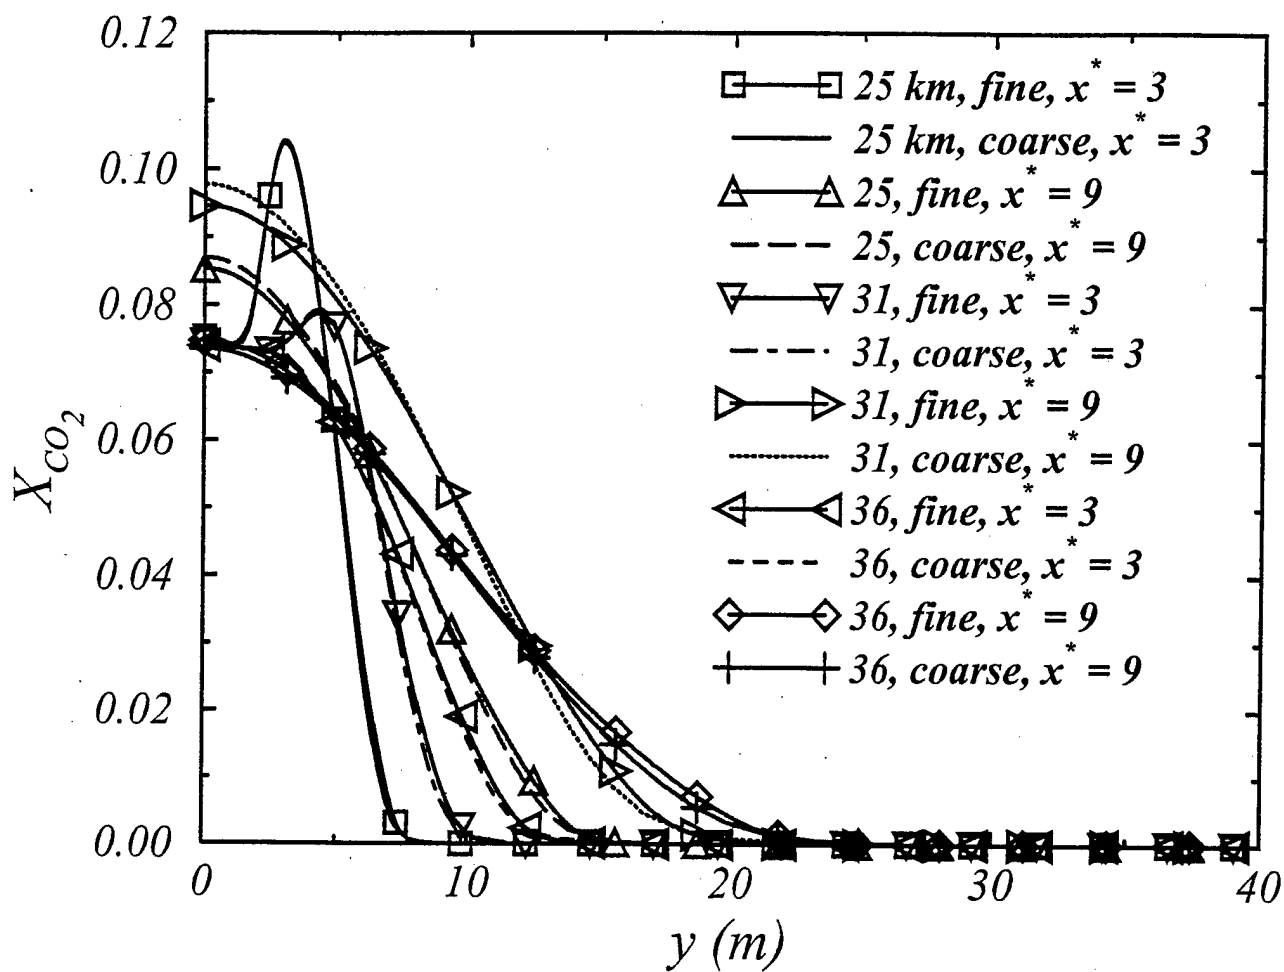 0.12
0.10
0.08
0.06
0.04
0.02
0.00
X_{CO_2}
0
10
20
30
40
y (m)
25 km, fine, x^* = 3
25 km, coarse, x^* = 3
25, fine, x^* = 9
25, coarse, x^* = 9
31, fine, x^* = 3
31, coarse, x^* = 3
31, fine, x^* = 9
31, coarse, x^* = 9
36, fine, x^* = 3
36, coarse, x^* = 3
36, fine, x^* = 9
36, coarse, x^* = 9